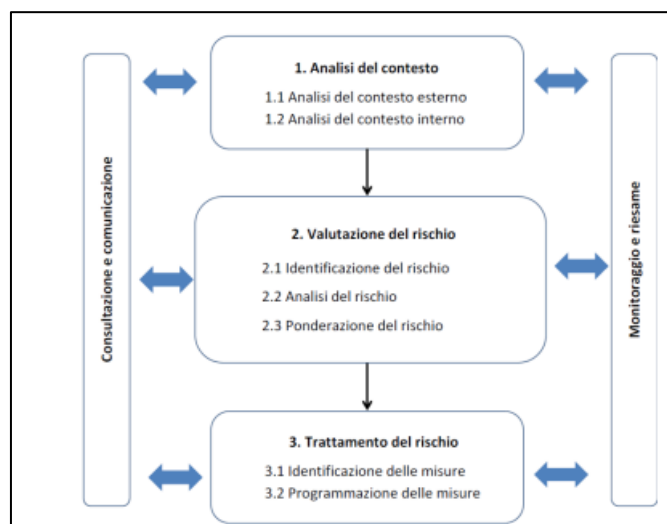 Consultazione e comunicazione
1. Analisi del contesto
1.1 Analisi del contesto esterno
1.2 Analisi del contesto interno
2. Valutazione del rischio
2.1 Identificazione del rischio
2.2 Analisi del rischio
2.3 Ponderazione del rischio
3. Trattamento del rischio
3.1 Identificazione delle misure
3.2 Programmazione delle misure
Monitoraggio e riesame